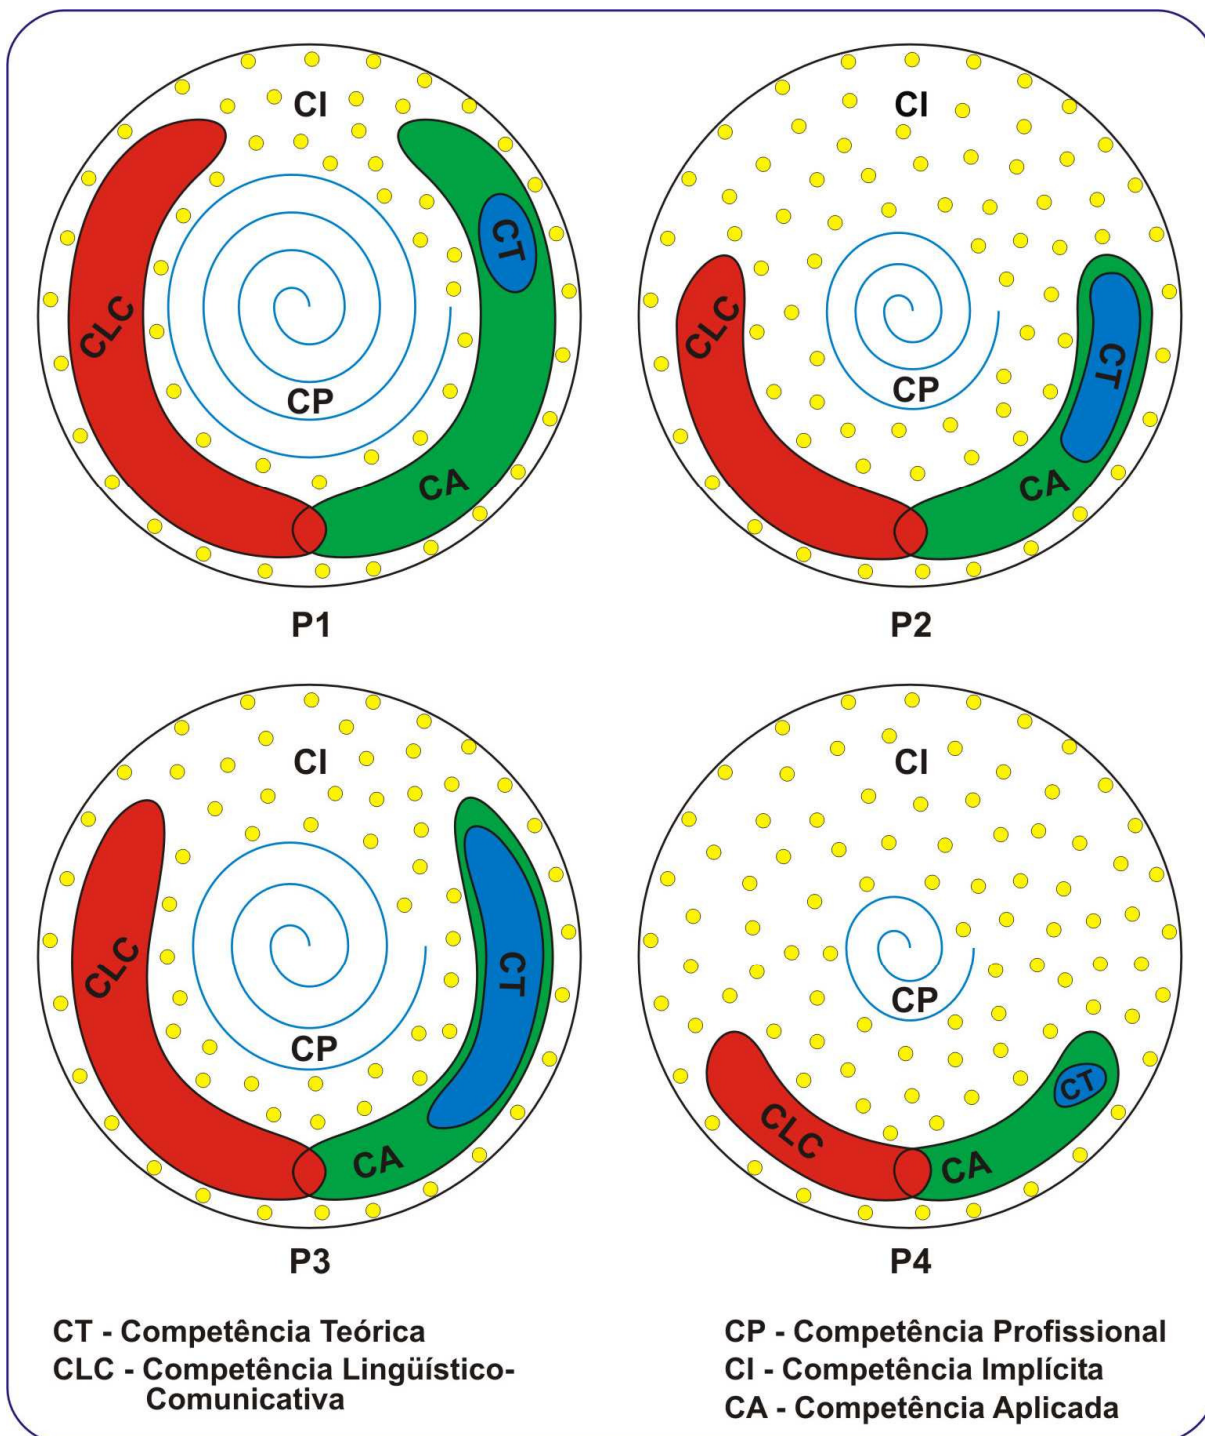 CI
CLC
CT
CP
CA
P1
CI
CLC
CT
CP
CA
P2
CI
CLC
CT
CP
CA
P3
CI
CP
CLC
CA
CT
P4
CT - Competência Teórica
CLC - Competência Lingüístico-
Comunicativa
CP - Competência Profissional
CI - Competência Implícita
CA - Competência Aplicada